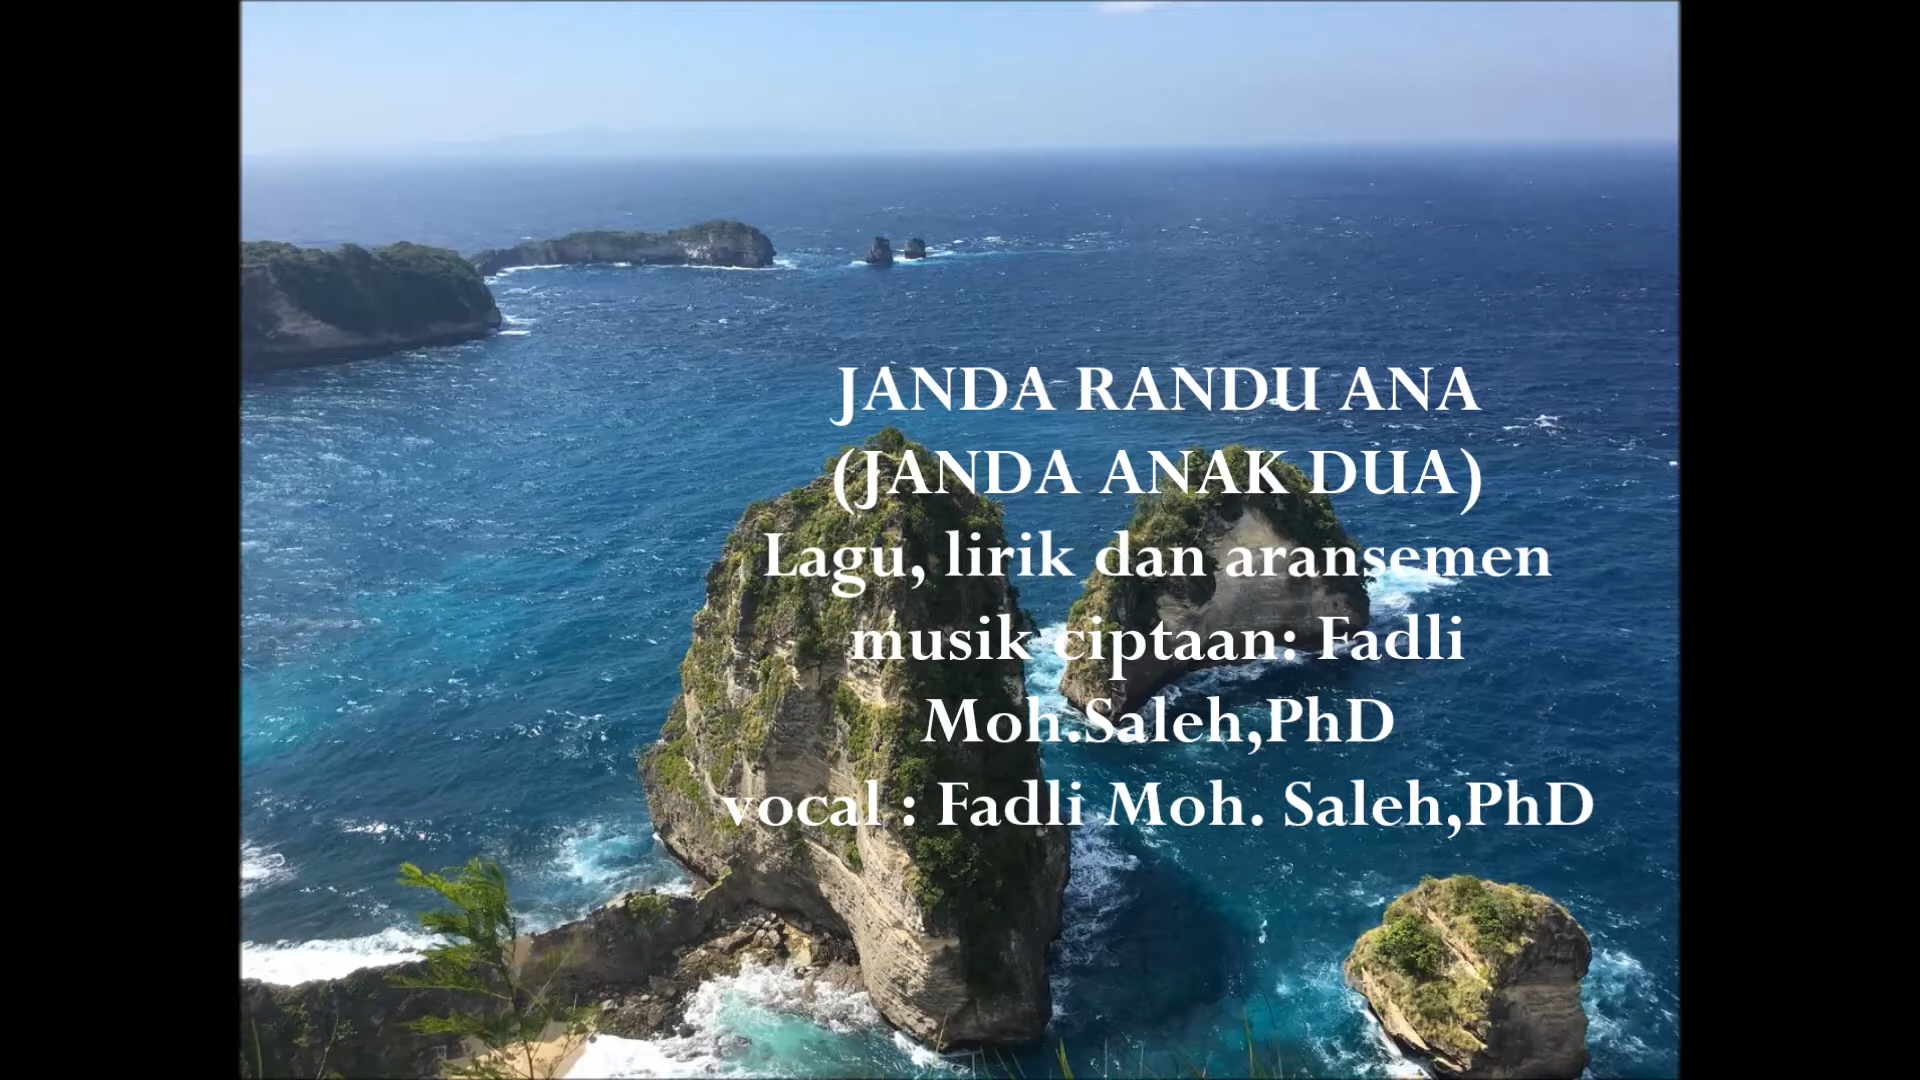 JANDA RANDU ANA
(JANDA ANAK DUA)
Lagu, lirik dan aransemen
musik ciptaan: Fadli
Moh.Saleh,PhD
vocal : Fadli Moh. Saleh,PhD